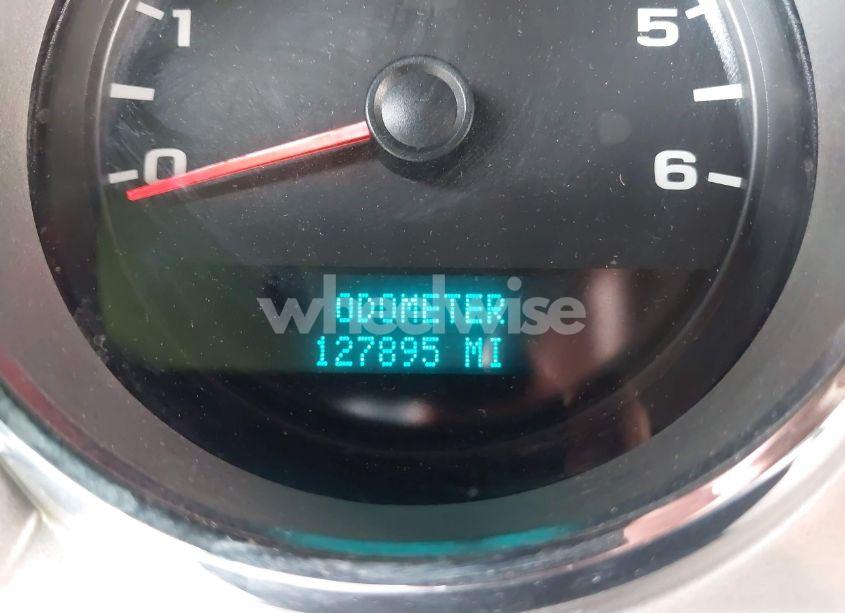 1 5
0 6
wheelwise
ODOMETER
127895 MI